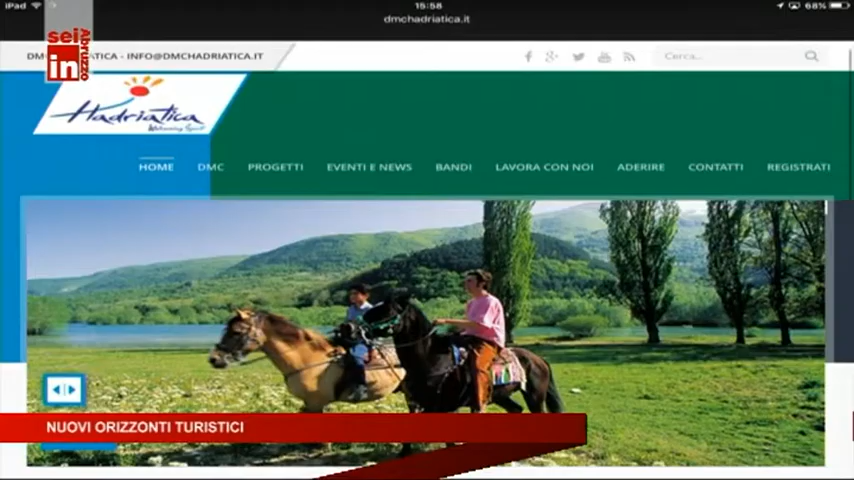 iPad 15:58 68%
dmchadriatica.it
sei
in
Abruzzo
- INFO@DMCHADRIATICA.IT
Cerca...
Hadriatica
HOME DMC PROGETTI EVENTI E NEWS BANDI LAVORA CON NOI ADERIRE CONTATTI REGISTRATI
NUOVI ORIZZONTI TURISTICI